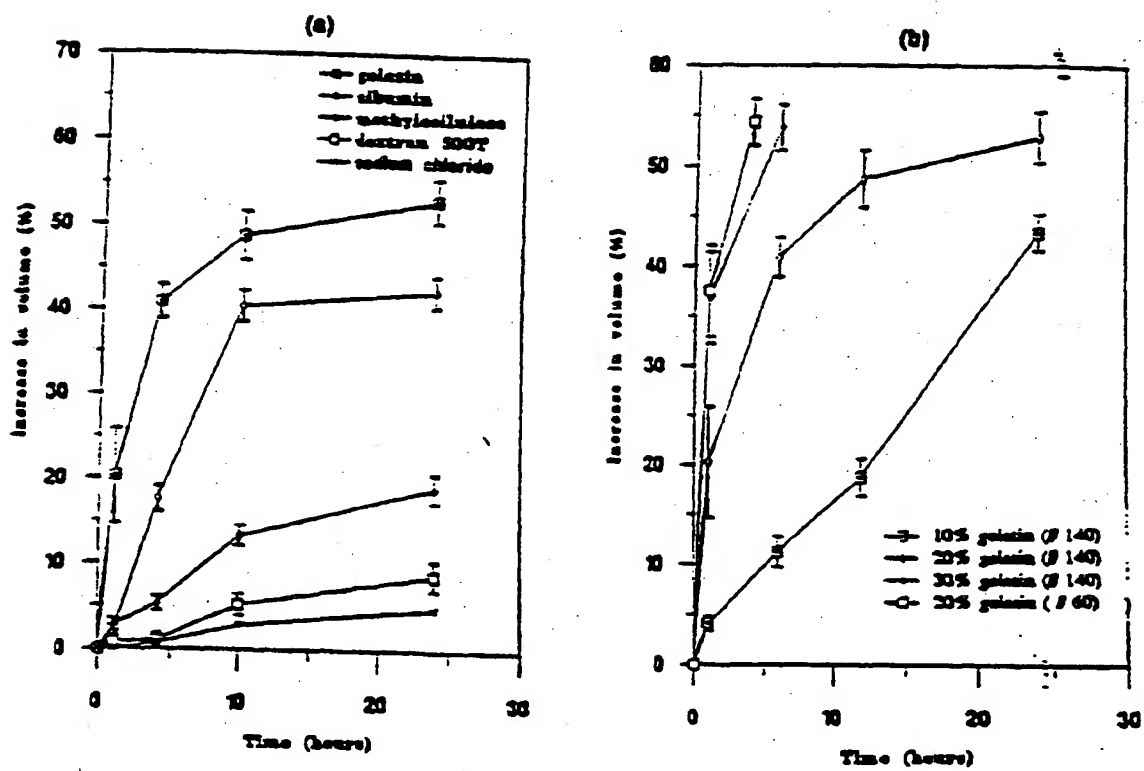 (a)
70
60
50
40
30
20
10
0
Increase in volume (%)
gelatin
albumin
methylcellulose
dextran 500T
sodium chloride
0
10
20
30
Time (hours)
(b)
60
50
40
30
20
10
0
Increase in volume (%)
10% gelatin (# 140)
20% gelatin (# 140)
30% gelatin (# 140)
20% gelatin ( # 60)
0
10
20
30
Time (hours)